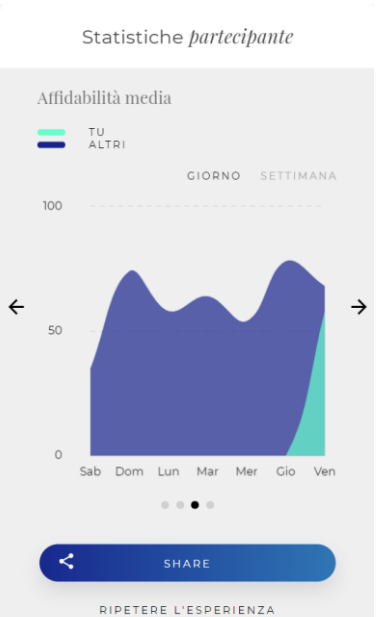 Statistiche partecipante
Affidabilità media
TU
ALTRI
GIORNO SETTIMANA
100
50
0
Sab Dom Lun Mar Mer Gio Ven
SHARE
RIPETERE L'ESPERIENZA